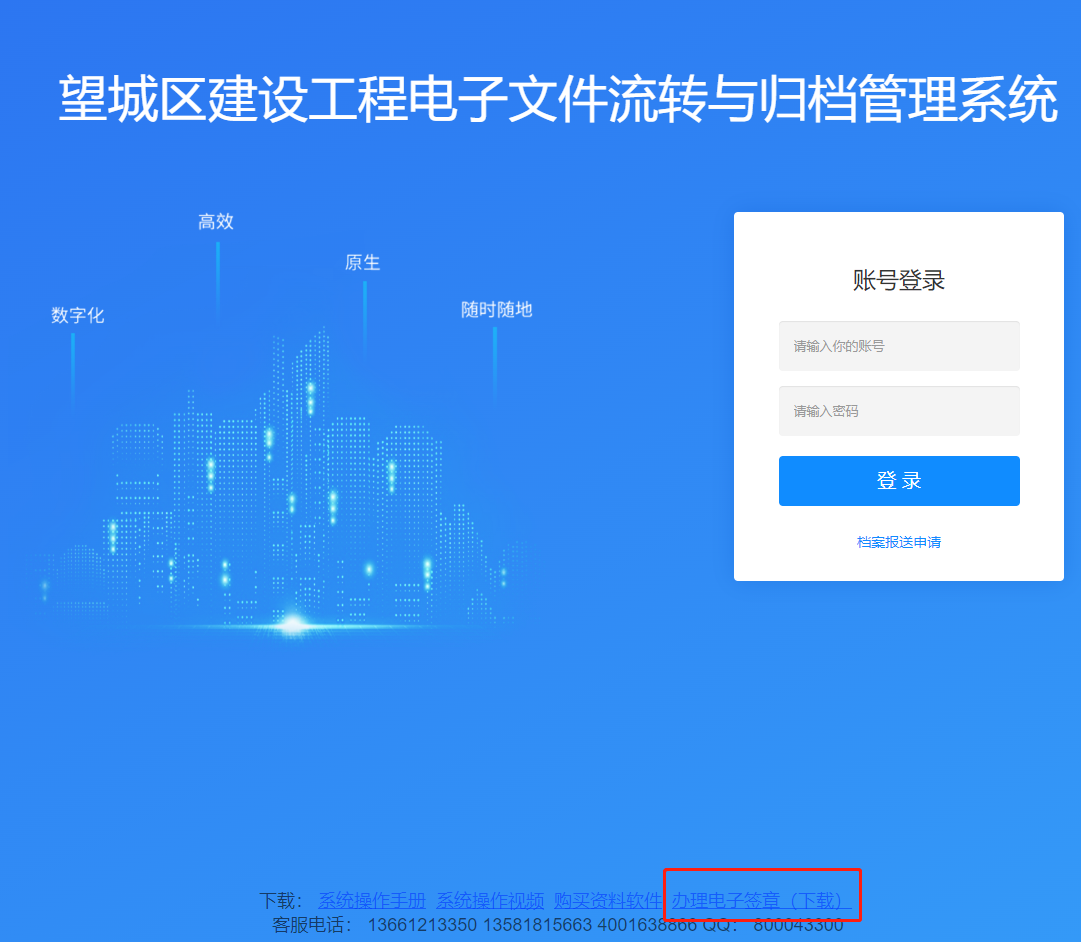 望城区建设工程电子文件流转与归档管理系统
高效
原生
随时随地
数字化
账号登录
请输入你的账号
请输入密码
登 录
档案报送申请
下载： 系统操作手册 系统操作视频 购买资料软件 办理电子签章（下载）
客服电话： 13661213350 13581815663 4001638866 QQ： 800043300